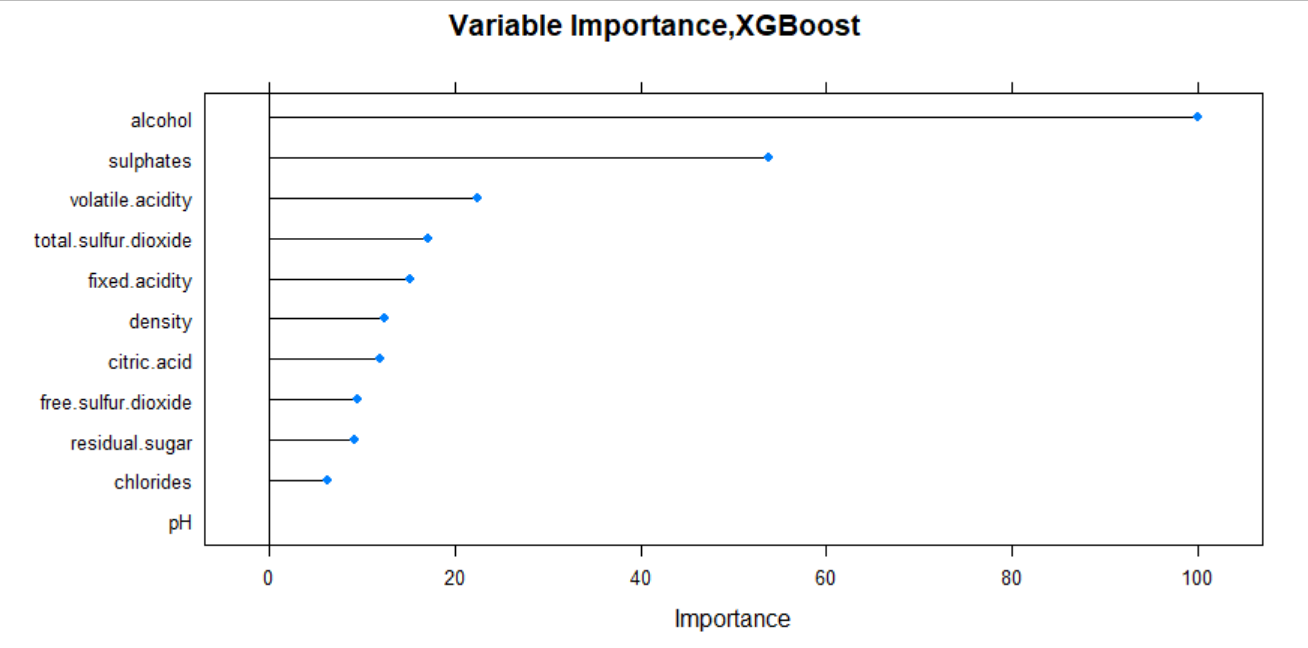 Variable Importance,XGBoost
alcohol
sulphates
volatile.acidity
total.sulfur.dioxide
fixed.acidity
density
citric.acid
free.sulfur.dioxide
residual.sugar
chlorides
pH
0 20 40 60 80 100
Importance